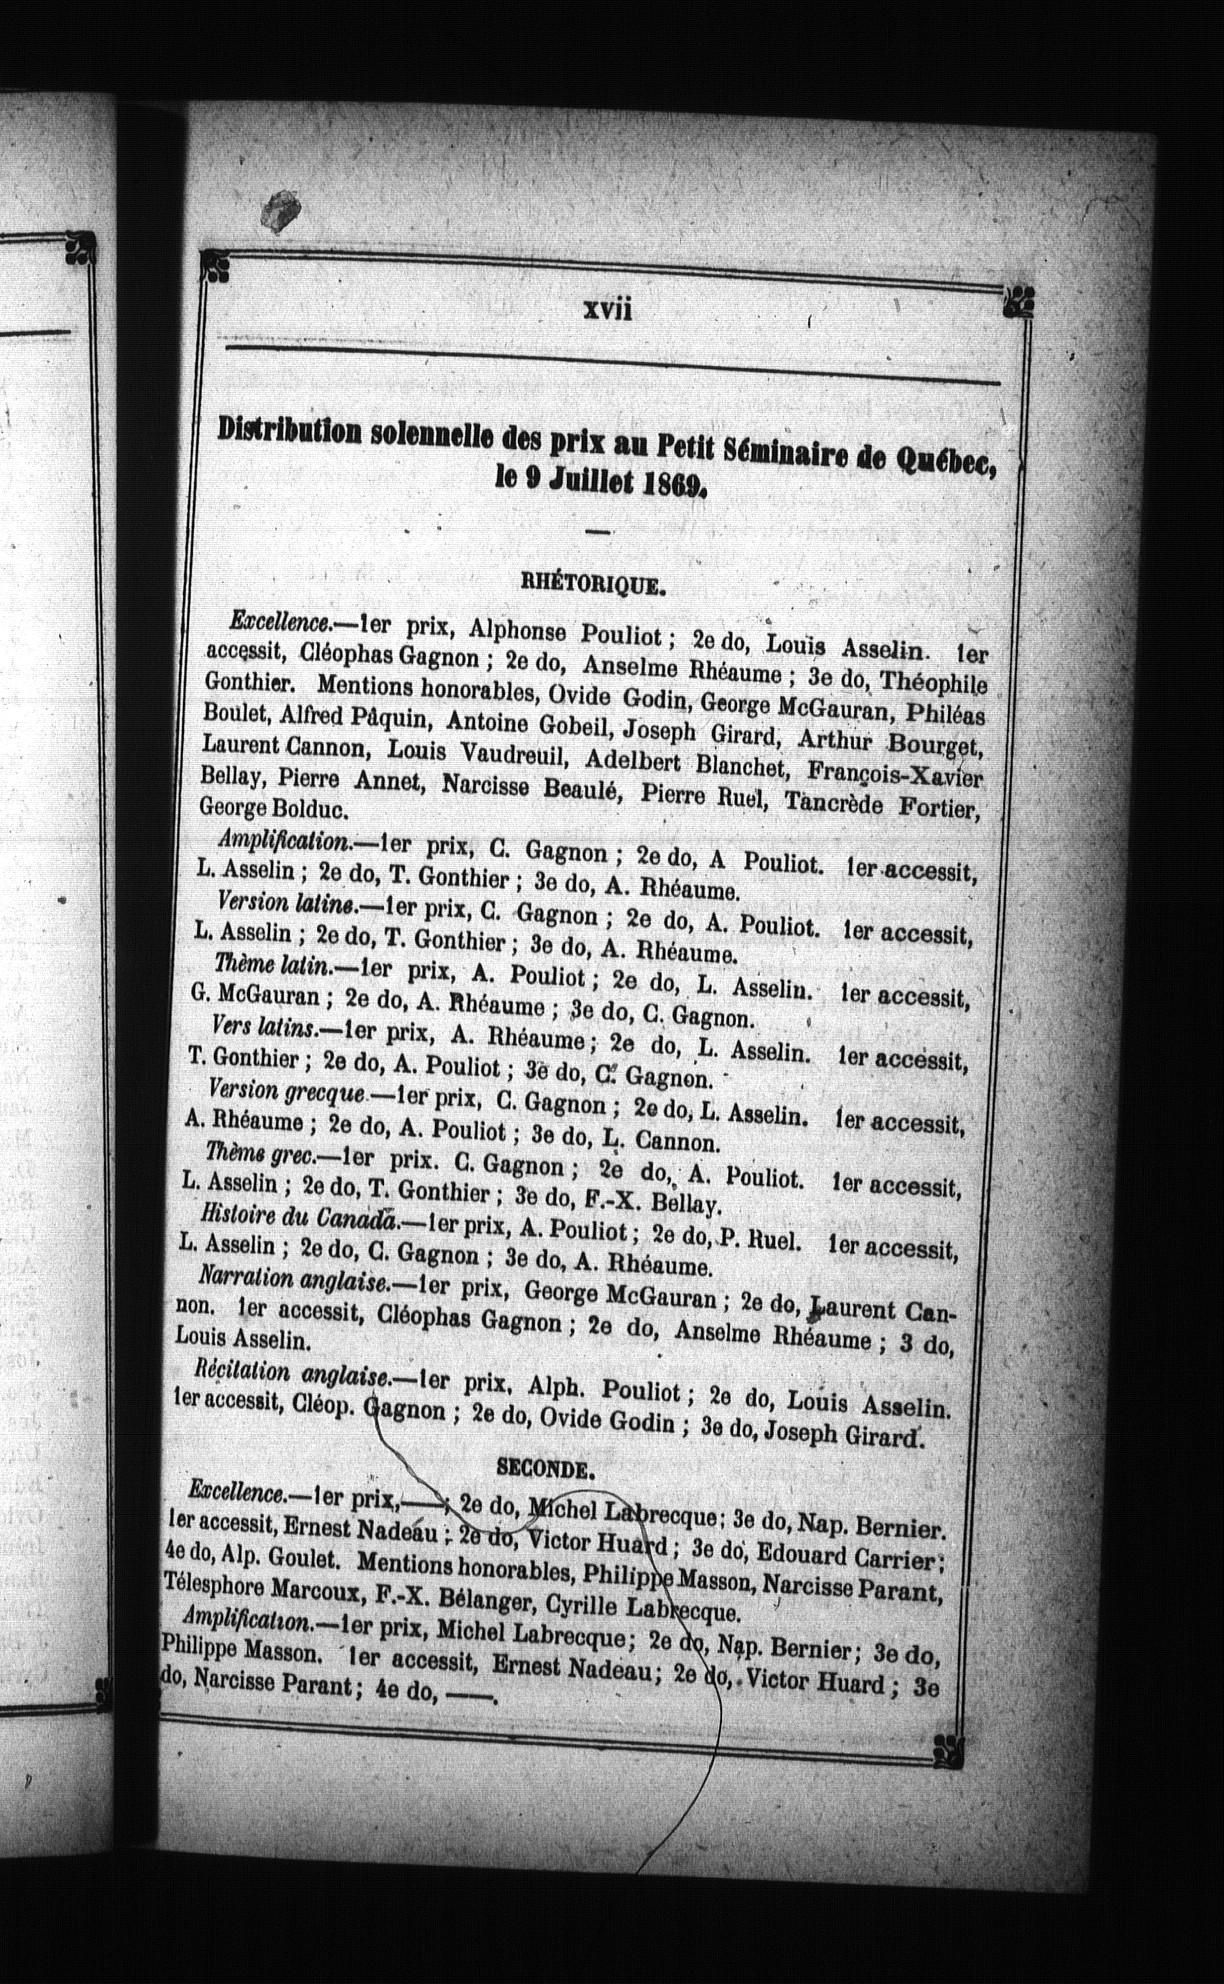 xvii
Distribution solennelle des prix au Petit Séminaire de Québec,
le 9 Juillet 1869.
RHÉTORIQUE.
Excellence.—1er prix, Alphonse Pouliot ; 2e do, Louis Asselin. 1er
accessit, Cléophas Gagnon ; 2e do, Anselme Rhéaume ; 3e do, Théophile
Gonthier. Mentions honorables, Ovide Godin, George McGauran, Philéas
Boulet, Alfred Pâquin, Antoine Gobeil, Joseph Girard, Arthur Bourget,
Laurent Cannon, Louis Vaudreuil, Adelbert Blanchet, François-Xavier
Bellay, Pierre Annet, Narcisse Beaulé, Pierre Ruel, Tancrède Fortier,
George Bolduc.
Amplification.—1er prix, C. Gagnon ; 2e do, A Pouliot. 1er accessit,
L. Asselin ; 2e do, T. Gonthier ; 3e do, A. Rhéaume.
Version latine.—1er prix, C. Gagnon ; 2e do, A. Pouliot. 1er accessit,
L. Asselin ; 2e do, T. Gonthier ; 3e do, A. Rhéaume.
Thème latin.—1er prix, A. Pouliot ; 2e do, L. Asselin. 1er accessit,
G. McGauran ; 2e do, A. Rhéaume ; 3e do, C. Gagnon.
Vers latins.—1er prix, A. Rhéaume ; 2e do, L. Asselin. 1er accessit,
T. Gonthier ; 2e do, A. Pouliot ; 3e do, C. Gagnon.
Version grecque.—1er prix, C. Gagnon ; 2e do, L. Asselin. 1er accessit,
A. Rhéaume ; 2e do, A. Pouliot ; 3e do, L. Cannon.
Thème grec.—1er prix. C. Gagnon ; 2e do, A. Pouliot. 1er accessit,
L. Asselin ; 2e do, T. Gonthier ; 3e do, F.-X. Bellay.
Histoire du Canada.—1er prix, A. Pouliot ; 2e do, P. Ruel. 1er accessit,
L. Asselin ; 2e do, C. Gagnon ; 3e do, A. Rhéaume.
Narration anglaise.—1er prix, George McGauran ; 2e do, Laurent Can-
non. 1er accessit, Cléophas Gagnon ; 2e do, Anselme Rhéaume ; 3 do,
Louis Asselin.
Récitation anglaise.—1er prix, Alph. Pouliot ; 2e do, Louis Asselin.
1er accessit, Cléop. Gagnon ; 2e do, Ovide Godin ; 3e do, Joseph Girard.
SECONDE.
Excellence.—1er prix,——; 2e do, Michel Labrecque ; 3e do, Nap. Bernier.
1er accessit, Ernest Nadeau ; 2e do, Victor Huard ; 3e do, Edouard Carrier ;
4e do, Alp. Goulet. Mentions honorables, Philippe Masson, Narcisse Parant,
Télesphore Marcoux, F.-X. Bélanger, Cyrille Labrecque.
Amplification.—1er prix, Michel Labrecque ; 2e do, Nap. Bernier ; 3e do,
Philippe Masson. 1er accessit, Ernest Nadeau ; 2e do, Victor Huard ; 3e
do, Narcisse Parant ; 4e do, ——.